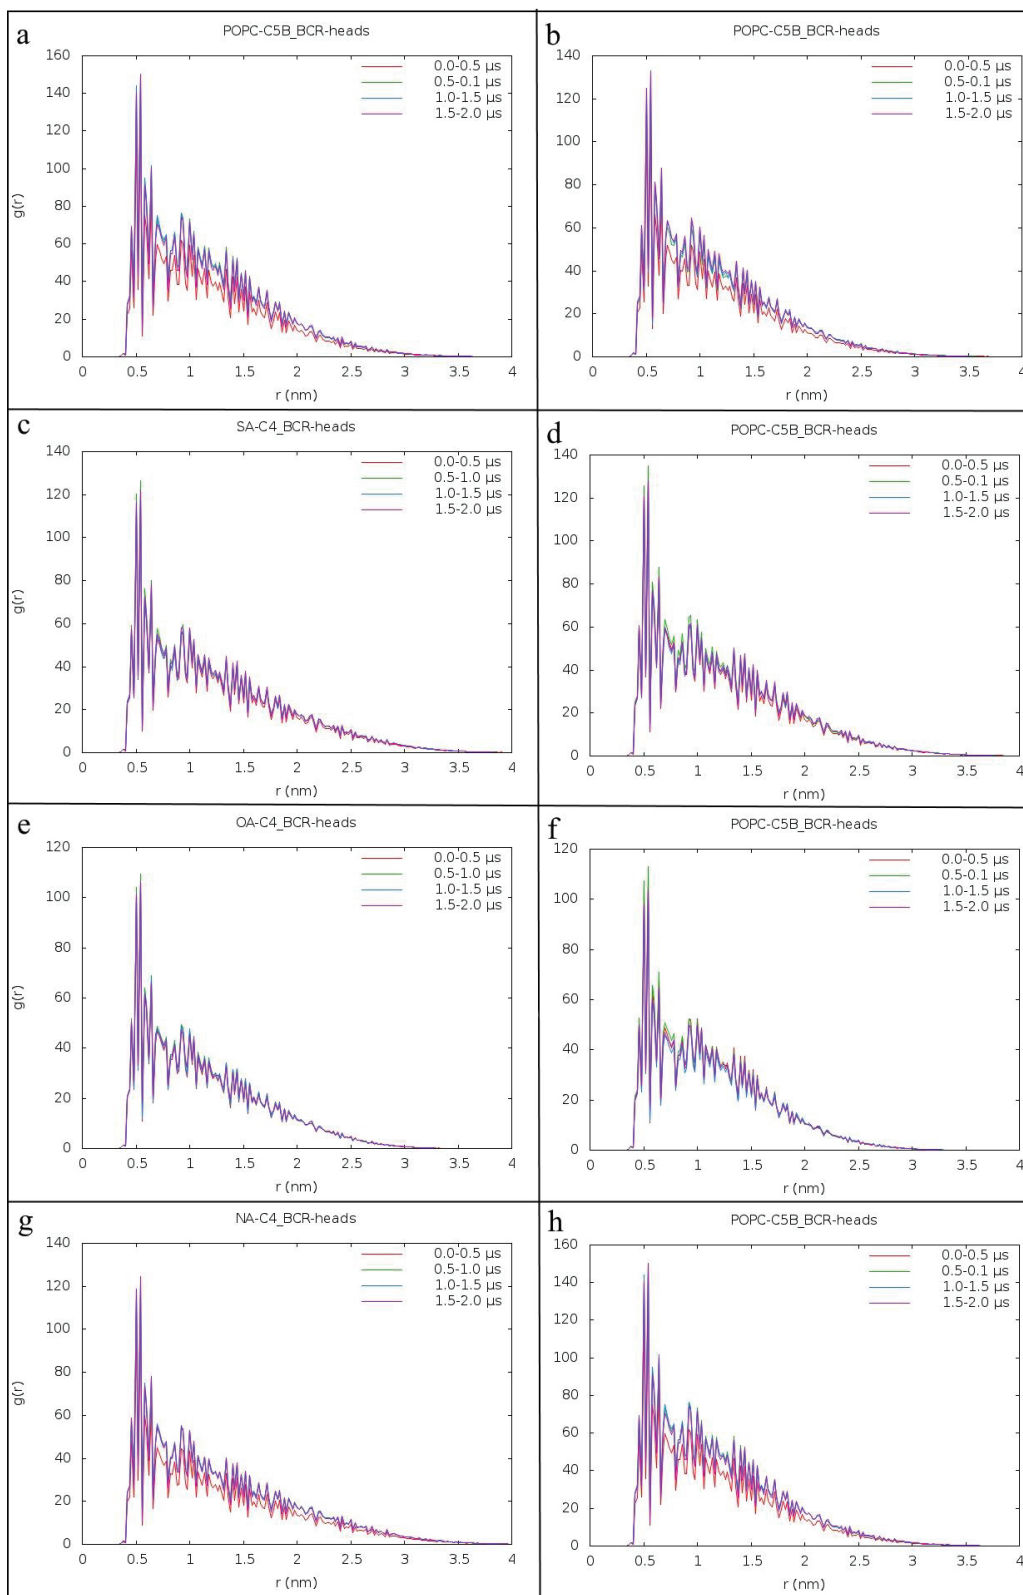 a
POPC-C5B_BCR-heads
0.0-0.5 µs
0.5-0.1 µs
1.0-1.5 µs
1.5-2.0 µs
160
140
120
100
80
60
40
20
0
g(r)
0 0.5 1 1.5 2 2.5 3 3.5 4
r (nm)
b
POPC-C5B_BCR-heads
0.0-0.5 µs
0.5-0.1 µs
1.0-1.5 µs
1.5-2.0 µs
140
120
100
80
60
40
20
0
0 0.5 1 1.5 2 2.5 3 3.5 4
r (nm)
c
SA-C4_BCR-heads
0.0-0.5 µs
0.5-1.0 µs
1.0-1.5 µs
1.5-2.0 µs
140
120
100
80
60
40
20
0
g(r)
0 0.5 1 1.5 2 2.5 3 3.5 4
r (nm)
d
POPC-C5B_BCR-heads
0.0-0.5 µs
0.5-0.1 µs
1.0-1.5 µs
1.5-2.0 µs
140
120
100
80
60
40
20
0
0 0.5 1 1.5 2 2.5 3 3.5 4
r (nm)
e
OA-C4_BCR-heads
0.0-0.5 µs
0.5-1.0 µs
1.0-1.5 µs
1.5-2.0 µs
120
100
80
60
40
20
0
g(r)
0 0.5 1 1.5 2 2.5 3 3.5 4
r (nm)
f
POPC-C5B_BCR-heads
0.0-0.5 µs
0.5-0.1 µs
1.0-1.5 µs
1.5-2.0 µs
120
100
80
60
40
20
0
0 0.5 1 1.5 2 2.5 3 3.5 4
r (nm)
g
NA-C4_BCR-heads
0.0-0.5 µs
0.5-1.0 µs
1.0-1.5 µs
1.5-2.0 µs
140
120
100
80
60
40
20
0
g(r)
0 0.5 1 1.5 2 2.5 3 3.5 4
r (nm)
h
POPC-C5B_BCR-heads
0.0-0.5 µs
0.5-0.1 µs
1.0-1.5 µs
1.5-2.0 µs
160
140
120
100
80
60
40
20
0
0 0.5 1 1.5 2 2.5 3 3.5 4
r (nm)